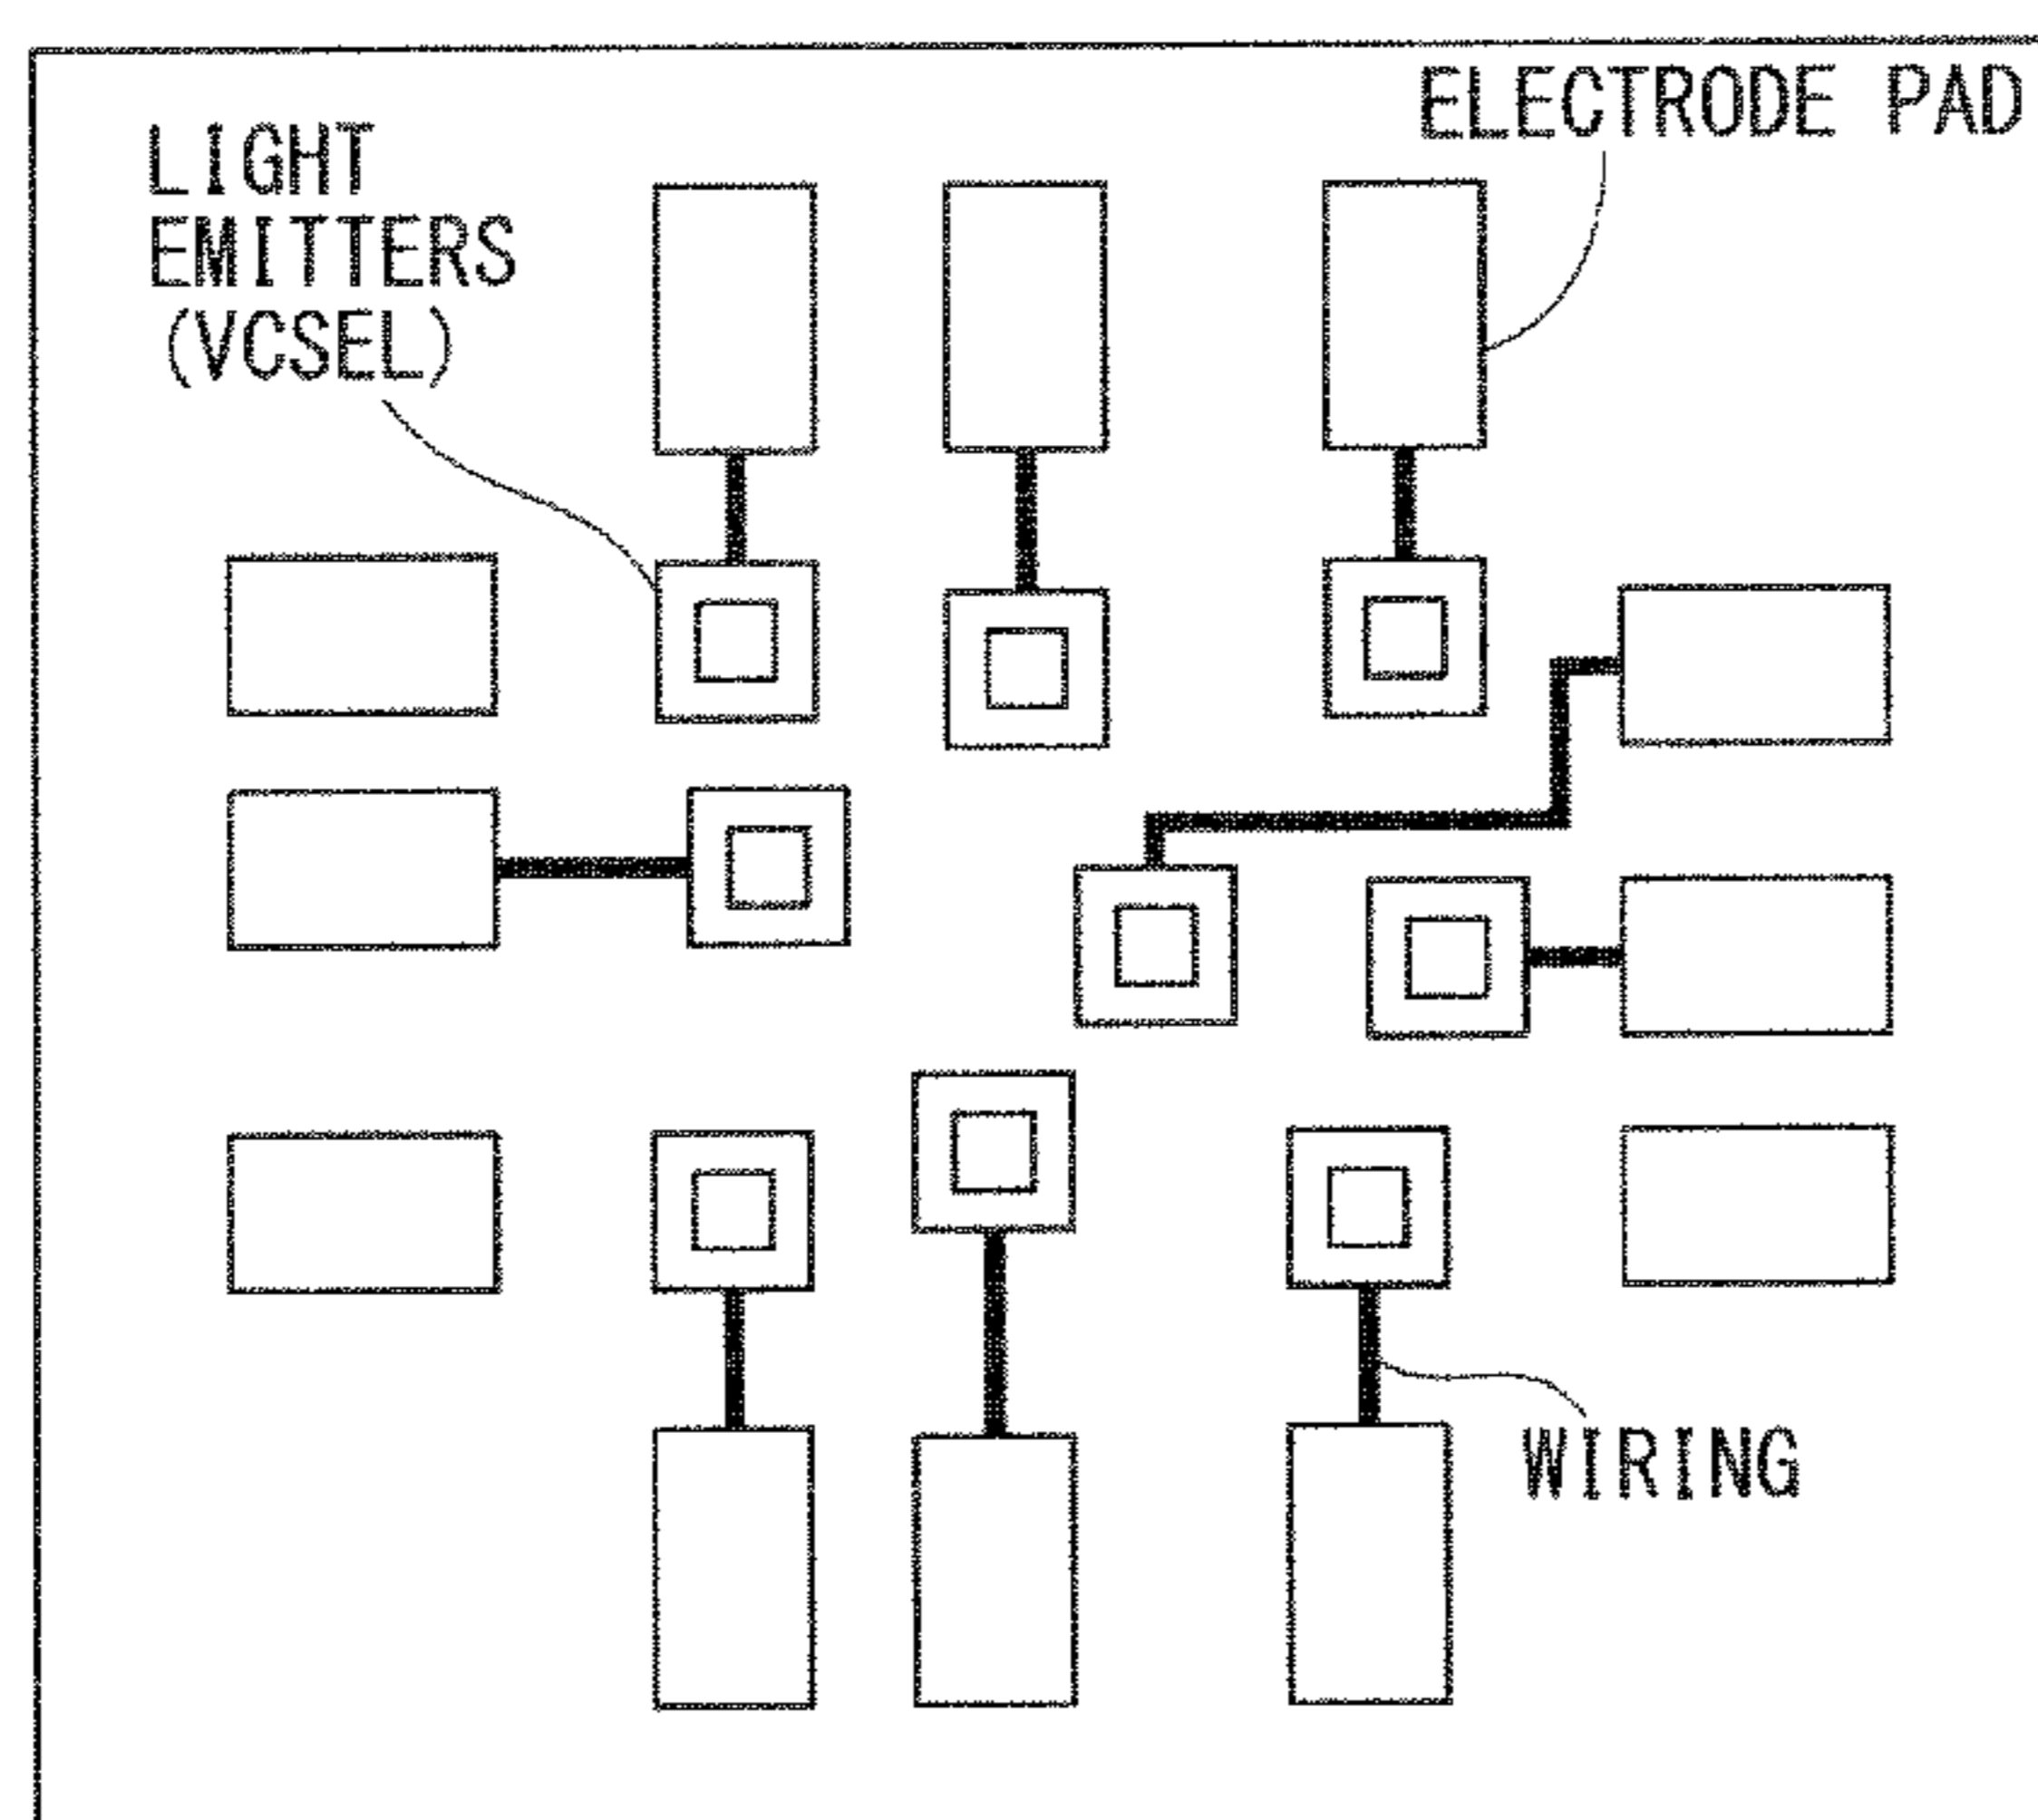 ELECTRODE PAD
LIGHT
EMITTERS
(VCSEL)
WIRING